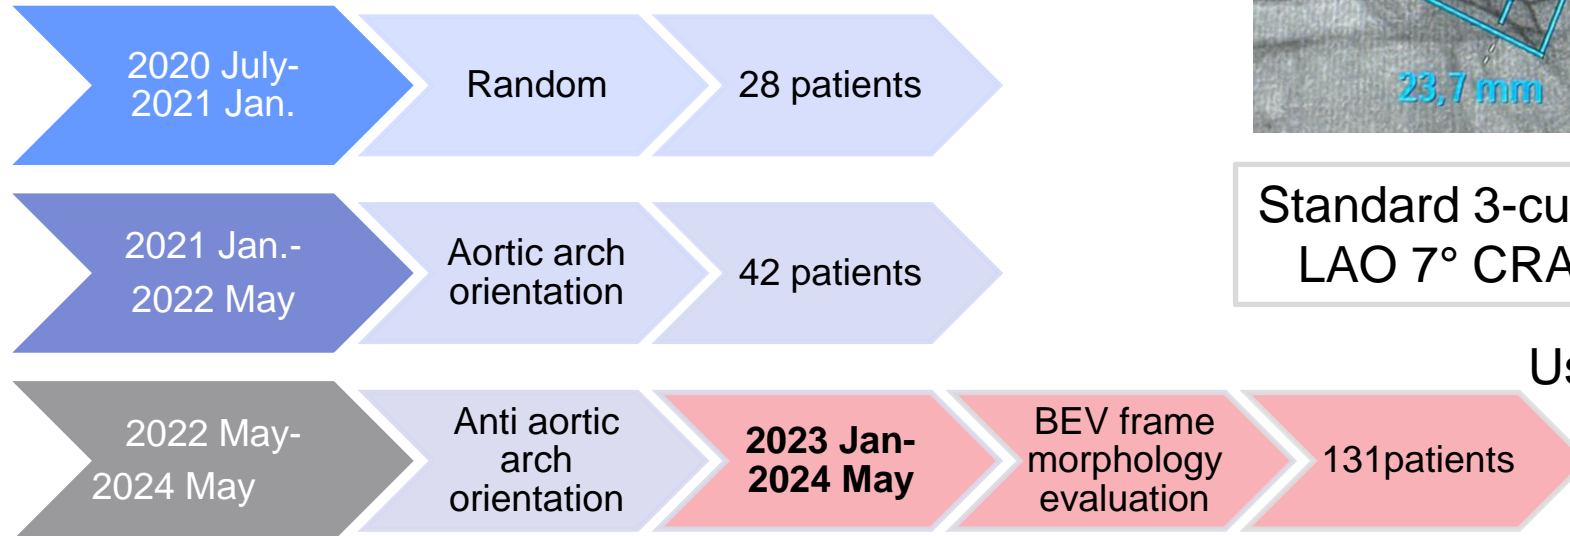 2020 July-
2021 Jan.
Random
28 patients
2021 Jan.-
2022 May
Aortic arch
orientation
42 patients
2022 May-
2024 May
Anti aortic
arch
orientation
2023 Jan-
2024 May
BEV frame
morphology
evaluation
131patients
23,7 mm
Standard 3-cu
LAO 7° CRA
Us